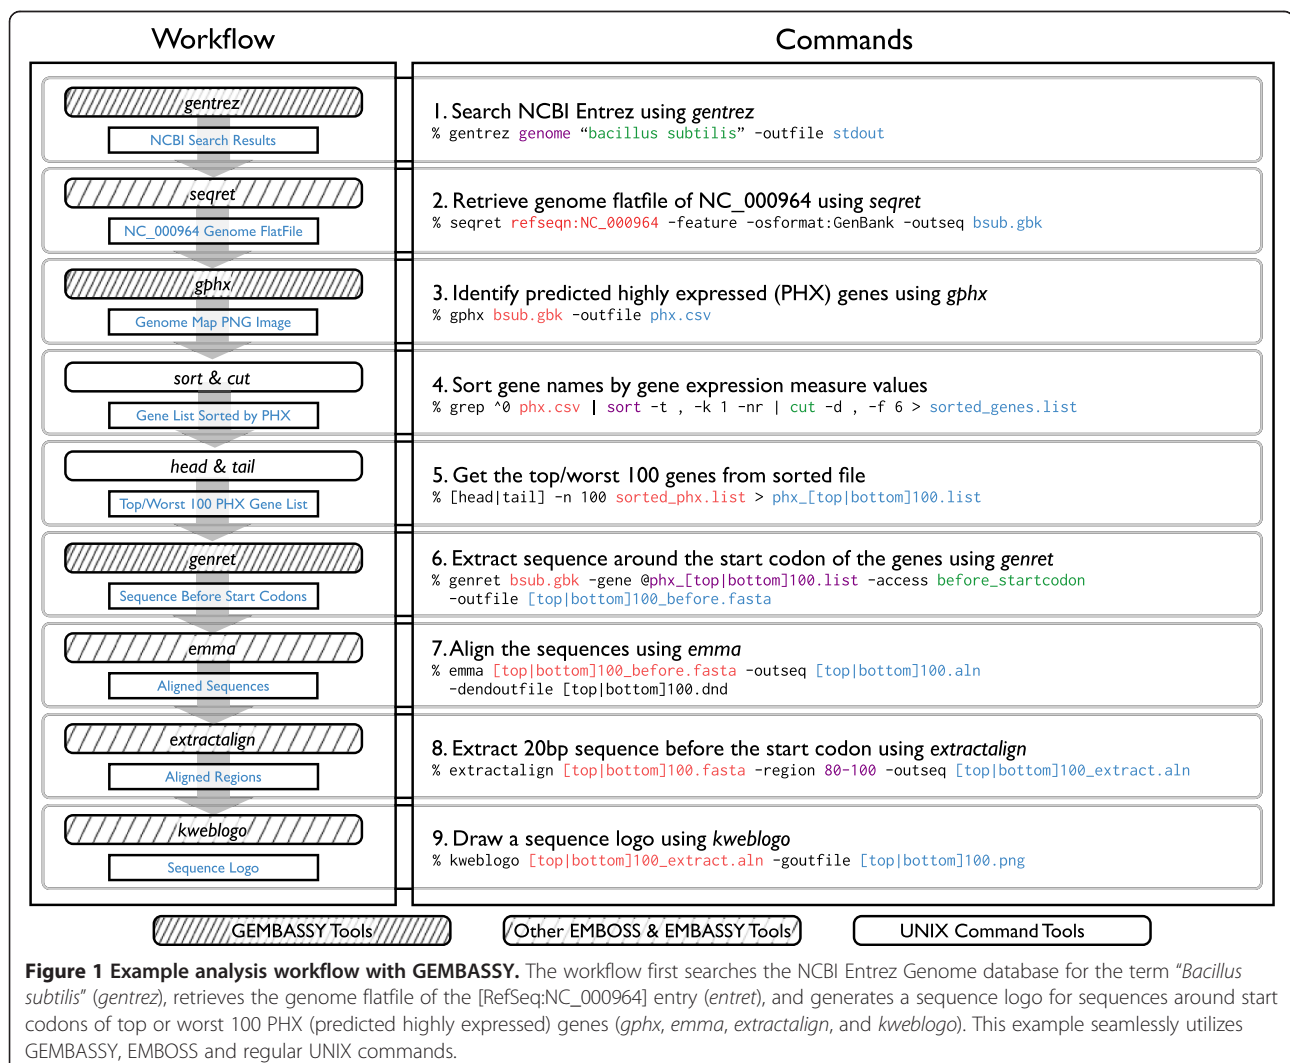 Workflow
Commands
gentrez
NCBI Search Results
1. Search NCBI Entrez using gentrez
% gentrez genome “bacillus subtilis” -outfile stdout
seqret
NC_000964 Genome FlatFile
2. Retrieve genome flatfile of NC_000964 using seqret
% seqret refseqn:NC_000964 -feature -osformat:GenBank -outseq bsub.gbk
gphx
Genome Map PNG Image
3. Identify predicted highly expressed (PHX) genes using gphx
% gphx bsub.gbk -outfile phx.csv
sort & cut
Gene List Sorted by PHX
4. Sort gene names by gene expression measure values
% grep ^0 phx.csv | sort -t , -k 1 -nr | cut -d , -f 6 > sorted_genes.list
head & tail
Top/Worst 100 PHX Gene List
5. Get the top/worst 100 genes from sorted file
% [head|tail] -n 100 sorted_phx.list > phx_[top|bottom]100.list
genret
Sequence Before Start Codons
6. Extract sequence around the start codon of the genes using genret
% genret bsub.gbk -gene @phx_[top|bottom]100.list -access before_startcodon
-outfile [top|bottom]100_before.fasta
emma
Aligned Sequences
7. Align the sequences using emma
% emma [top|bottom]100_before.fasta -outseq [top|bottom]100.aln
-dendoutfile [top|bottom]100.dnd
extractalign
Aligned Regions
8. Extract 20bp sequence before the start codon using extractalign
% extractalign [top|bottom]100.fasta -region 80-100 -outseq [top|bottom]100_extract.aln
kweblogo
Sequence Logo
9. Draw a sequence logo using kweblogo
% kweblogo [top|bottom]100_extract.aln -goutfile [top|bottom]100.png
GEMBASSY Tools
Other EMBOSS & EMBASSY Tools
UNIX Command Tools
Figure 1 Example analysis workflow with GEMBASSY. The workflow first searches the NCBI Entrez Genome database for the term “Bacillus
subtilis” (gentrez), retrieves the genome flatfile of the [RefSeq:NC_000964] entry (entret), and generates a sequence logo for sequences around start
codons of top or worst 100 PHX (predicted highly expressed) genes (gphx, emma, extractalign, and kweblogo). This example seamlessly utilizes
GEMBASSY, EMBOSS and regular UNIX commands.